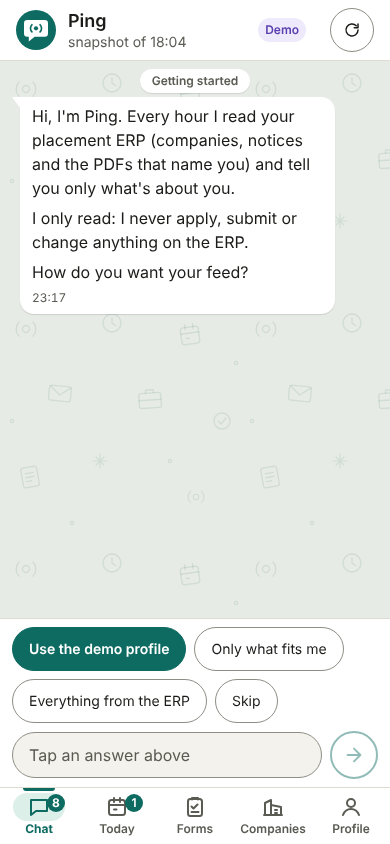 Ping
snapshot of 18:04
Demo
Getting started
Hi, I'm Ping. Every hour I read your
placement ERP (companies, notices
and the PDFs that name you) and tell
you only what's about you.
I only read: I never apply, submit or
change anything on the ERP.
How do you want your feed?
23:17
Use the demo profile
Only what fits me
Everything from the ERP
Skip
Tap an answer above
8
1
Chat
Today
Forms
Companies
Profile